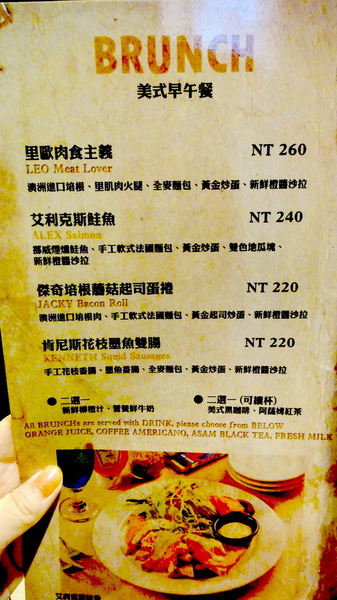 BRUNCH
美式早午餐
里歐肉食主義 NT 260
LEO Meat Lover
澳洲進口培根、里肌肉火腿、全麥麵包、黃金炒蛋、新鮮橙醬沙拉
艾利克斯鮭魚 NT 240
ALEX Salmon
挪威煙燻鮭魚、手工軟式法國麵包、黃金炒蛋、雙色地瓜塊、
新鮮橙醬沙拉
傑奇培根蘑菇起司蛋捲 NT 220
JACKY Bacon Roll
澳洲進口培根肉、手工軟式法國麵包、黃金起司炒蛋、新鮮橙醬沙拉
肯尼斯花枝墨魚雙腸 NT 220
KENNETH Squid Sausages
手工花枝香腸、墨魚香腸、全麥麵包、黃金炒蛋、新鮮橙醬沙拉
● 二選一 ● 二選一 (可續杯)
新鮮柳橙汁、營養鮮牛奶 美式黑咖啡、阿薩姆紅茶
All BRUNCHs are served with DRINK, please choose from BELOW
ORANGE JUICE, COFFEE AMERICANO, ASAM BLACK TEA, FRESH MILK